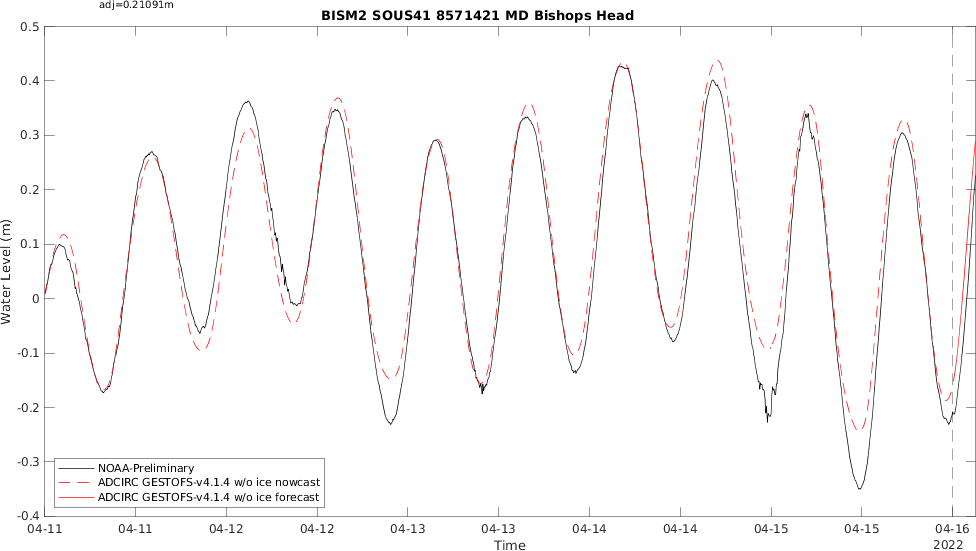 adj=0.21091m
BISM2 SOUS41 8571421 MD Bishops Head
Water Level (m)
0.5
0.4
0.3
0.2
0.1
0
-0.1
-0.2
-0.3
-0.4
NOAA-Preliminary
ADCIRC GESTOFS-v4.1.4 w/o ice nowcast
ADCIRC GESTOFS-v4.1.4 w/o ice forecast
04-11 04-11 04-12 04-12 04-13 04-13 04-14 04-14 04-15 04-15 04-16
Time
2022